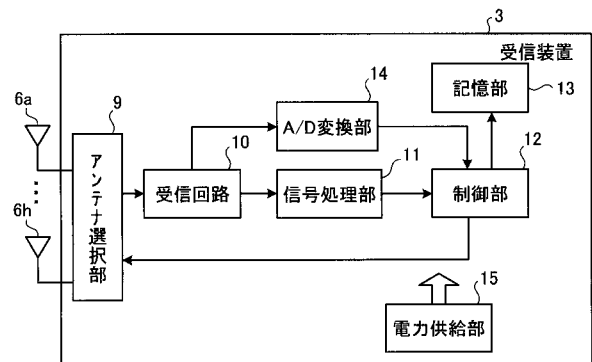 3
受信装置
6a
9
14
記憶部
13
A/D変換部
10
11
12
アンテナ選択部
受信回路
信号処理部
制御部
6h
15
電力供給部